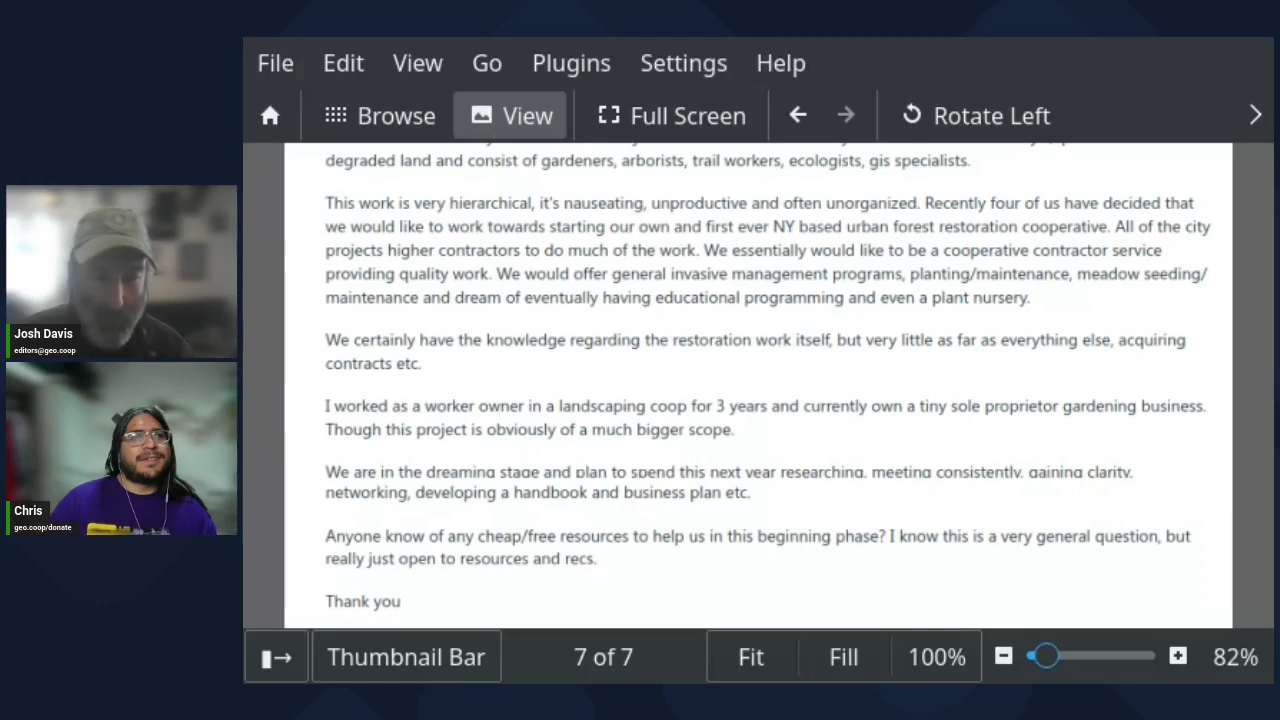 File Edit View Go Plugins Settings Help
Browse View Full Screen Rotate Left
degraded land and consist of gardeners, arborists, trail workers, ecologists, gis specialists.
This work is very hierarchical, it's nauseating, unproductive and often unorganized. Recently four of us have decided that
we would like to work towards starting our own and first ever NY based urban forest restoration cooperative. All of the city
projects higher contractors to do much of the work. We essentially would like to be a cooperative contractor service
providing quality work. We would offer general invasive management programs, planting/maintenance, meadow seeding/
maintenance and dream of eventually having educational programming and even a plant nursery.
We certainly have the knowledge regarding the restoration work itself, but very little as far as everything else, acquiring
contracts etc.
I worked as a worker owner in a landscaping coop for 3 years and currently own a tiny sole proprietor gardening business.
Though this project is obviously of a much bigger scope.
We are in the dreaming stage and plan to spend this next year researching, meeting consistently, gaining clarity,
networking, developing a handbook and business plan etc.
Anyone know of any cheap/free resources to help us in this beginning phase? I know this is a very general question, but
really just open to resources and recs.
Thank you
Thumbnail Bar 7 of 7 Fit Fill 100% 82%
Josh Davis
editors@geo.coop
Chris
geo.coop/donate